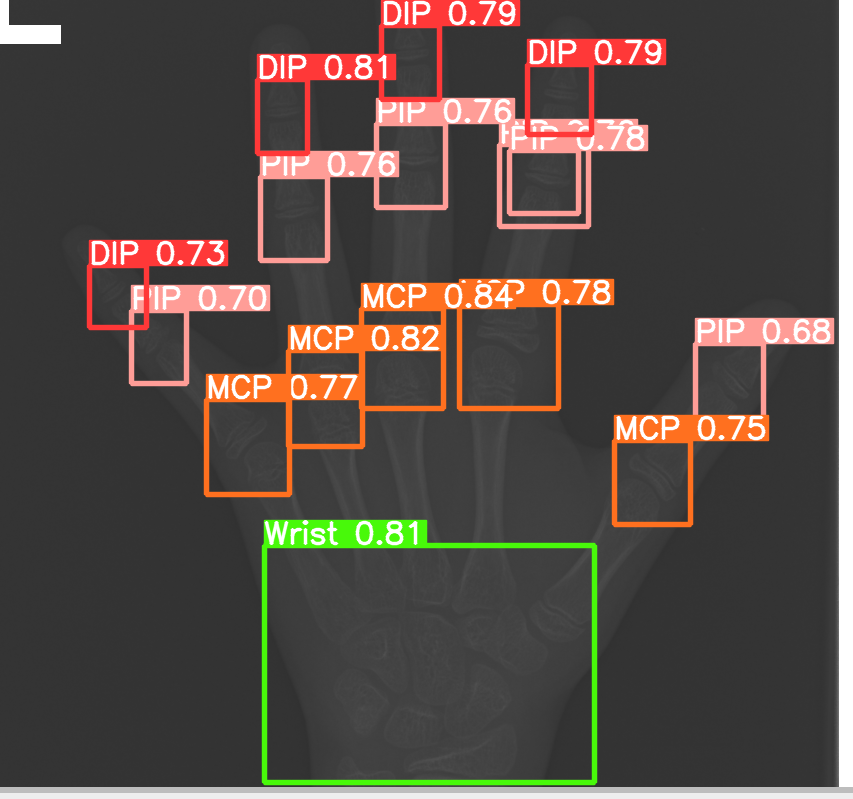 DIP 0.79
DIP 0.79
DIP 0.81
PIP 0.76
PIP 0.78
PIP 0.76
DIP 0.73
PIP 0.70
MCP 0.84
0.78
PIP 0.68
MCP 0.82
MCP 0.77
MCP 0.75
Wrist 0.81